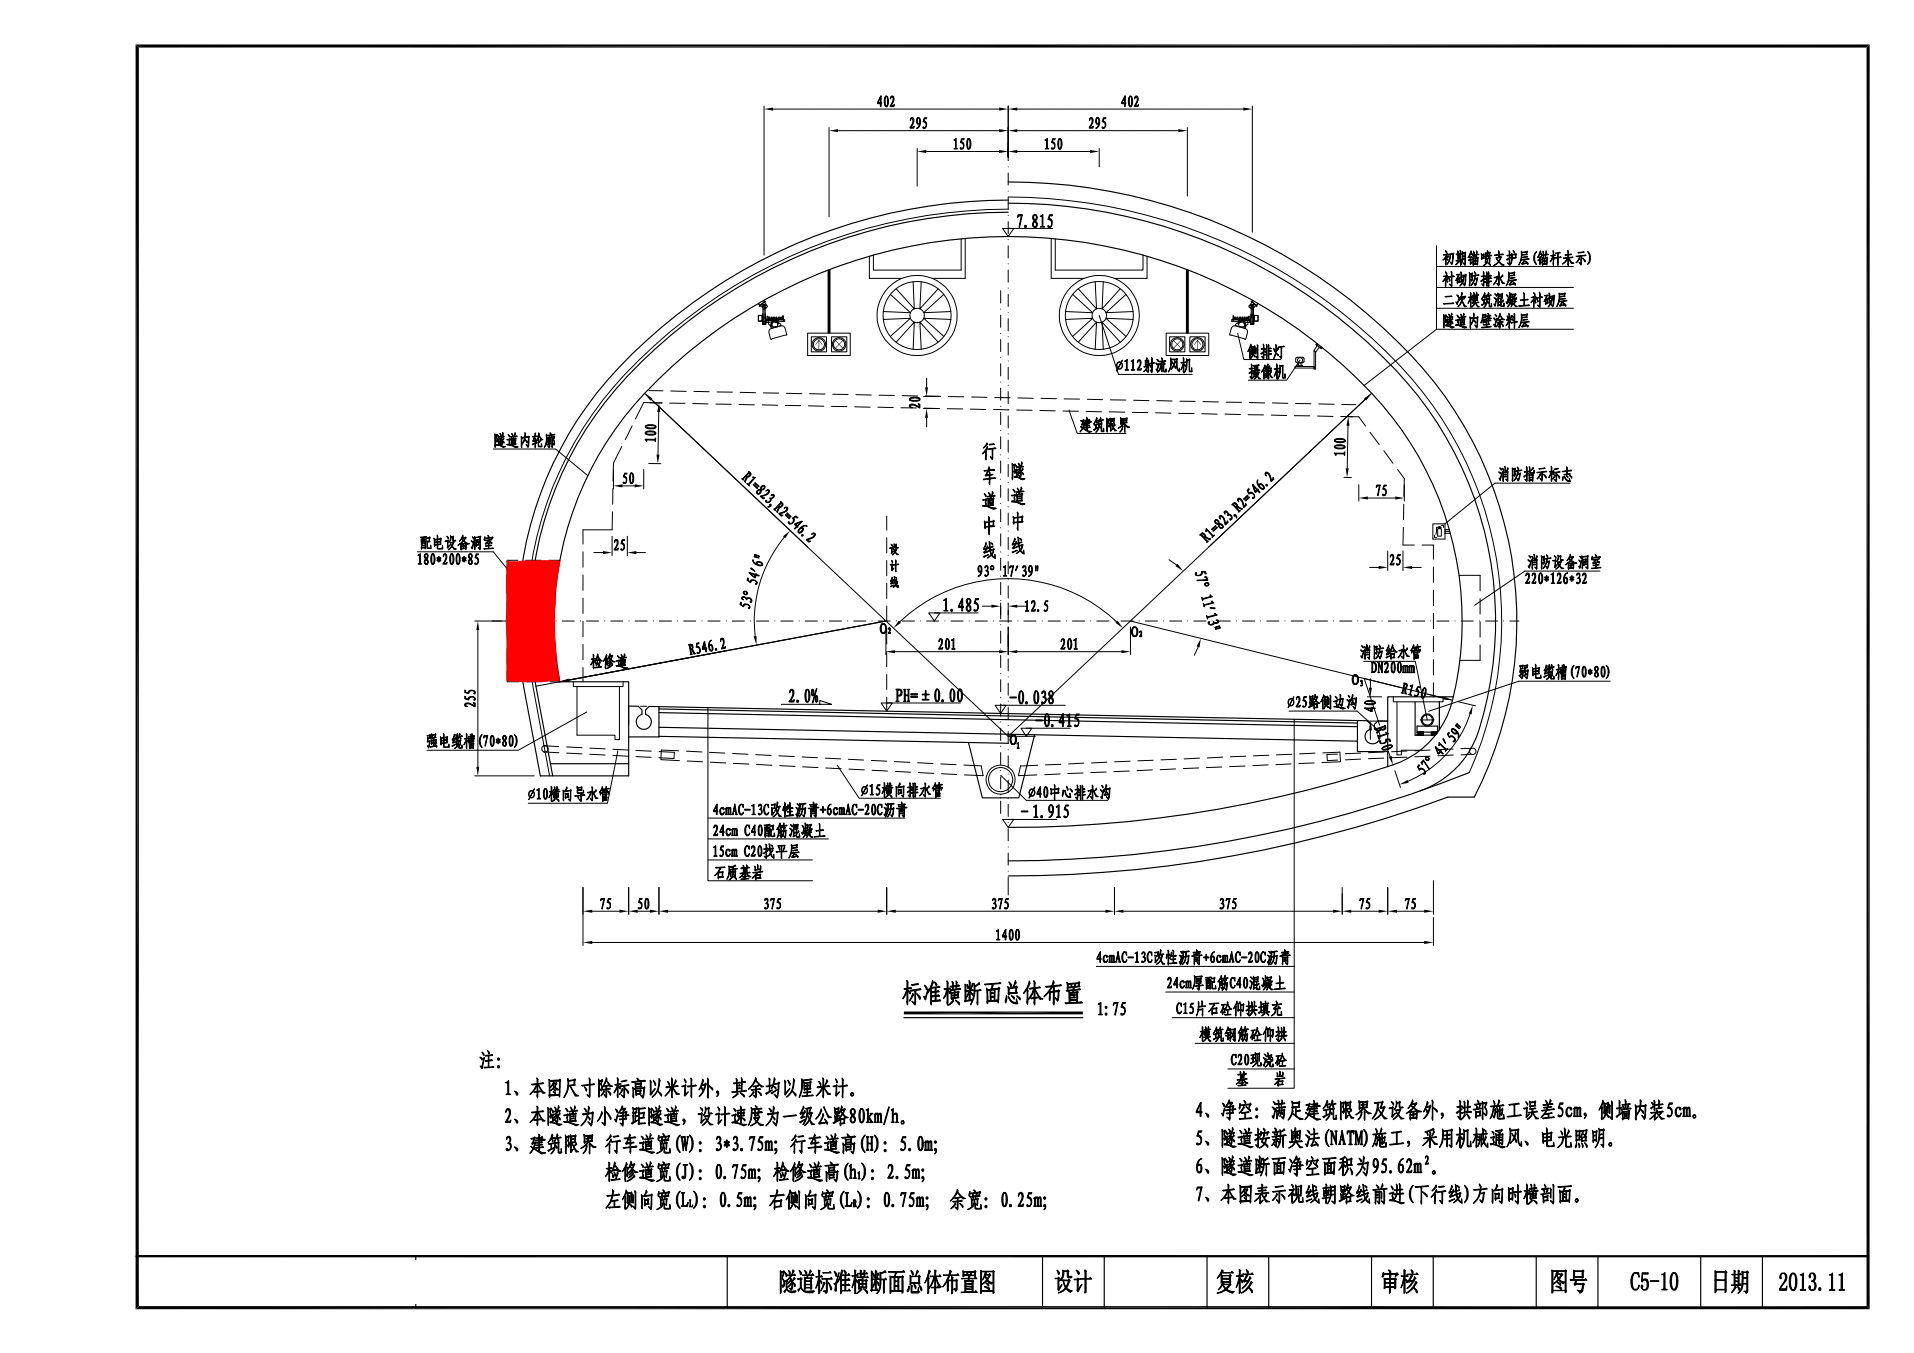 402
402
295
295
150
150
7.815
初期锚喷支护层(锚杆未示)
衬砌防排水层
二次模筑混凝土衬砌层
隧道内壁涂料层
侧排灯
摄像机
ø112射流风机
20
建筑限界
隧道内轮廓
100
100
50
75
行车道中线
隧道中线
R1=823,R2=546.2
R1=823,R2=546.2
消防指示标志
配电设备洞室
180*200*85
25
25
设计线
消防设备洞室
220*126*32
53° 54'6"
93° 17'39"
57° 11'13"
1.485
12.5
O₂
O₂
201
201
R546.2
检修道
消防给水管
DN200mm
弱电缆槽(70*80)
O₃
R150
255
2.0%
PH=±0.00
-0.038
ø25路侧边沟
40
-0.415
O₁
R150
57° 41'59"
强电缆槽(70*80)
ø10横向导水管
ø15横向排水管
ø40中心排水沟
-1.915
4cmAC-13C改性沥青+6cmAC-20C沥青
24cm C40配筋混凝土
15cm C20找平层
石质基岩
75
50
375
375
375
75
75
1400
4cmAC-13C改性沥青+6cmAC-20C沥青
24cm厚配筋C40混凝土
C15片石砼仰拱填充
模筑钢筋砼仰拱
C20现浇砼
基 岩
标准横断面总体布置
1:75
注:
1、本图尺寸除标高以米计外，其余均以厘米计。
2、本隧道为小净距隧道，设计速度为一级公路80km/h。
3、建筑限界 行车道宽(W): 3*3.75m; 行车道高(H): 5.0m;
检修道宽(J): 0.75m; 检修道高(h₁): 2.5m;
左侧向宽(Lʟ): 0.5m; 右侧向宽(Lʀ): 0.75m; 余宽: 0.25m;
4、净空: 满足建筑限界及设备外，拱部施工误差5cm，侧墙内装5cm。
5、隧道按新奥法(NATM)施工，采用机械通风、电光照明。
6、隧道断面净空面积为95.62m²。
7、本图表示视线朝路线前进(下行线)方向时横剖面。
隧道标准横断面总体布置图
设计
复核
审核
图号
C5-10
日期
2013.11